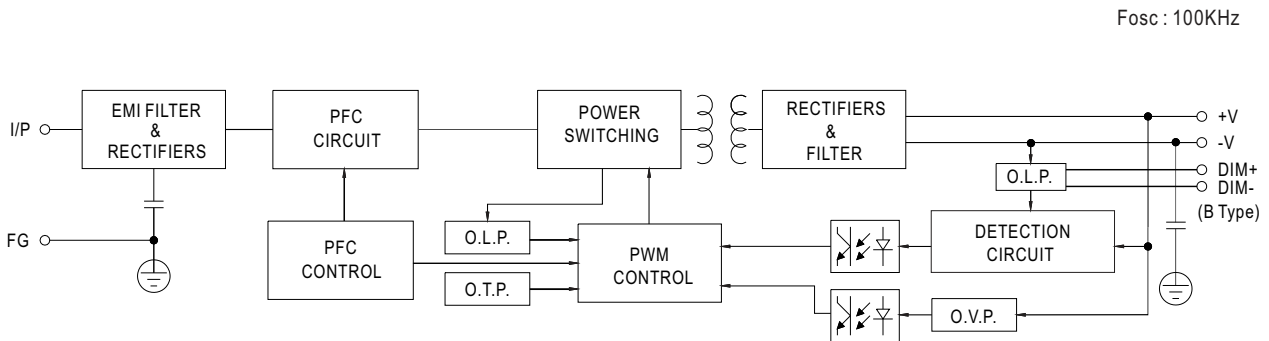 Fosc : 100KHz
I/P
EMI FILTER
&
RECTIFIERS
PFC
CIRCUIT
POWER
SWITCHING
RECTIFIERS
&
FILTER
+V
-V
DIM+
DIM-
(B Type)
O.L.P.
FG
PFC
CONTROL
O.L.P.
O.T.P.
PWM
CONTROL
DETECTION
CIRCUIT
O.V.P.